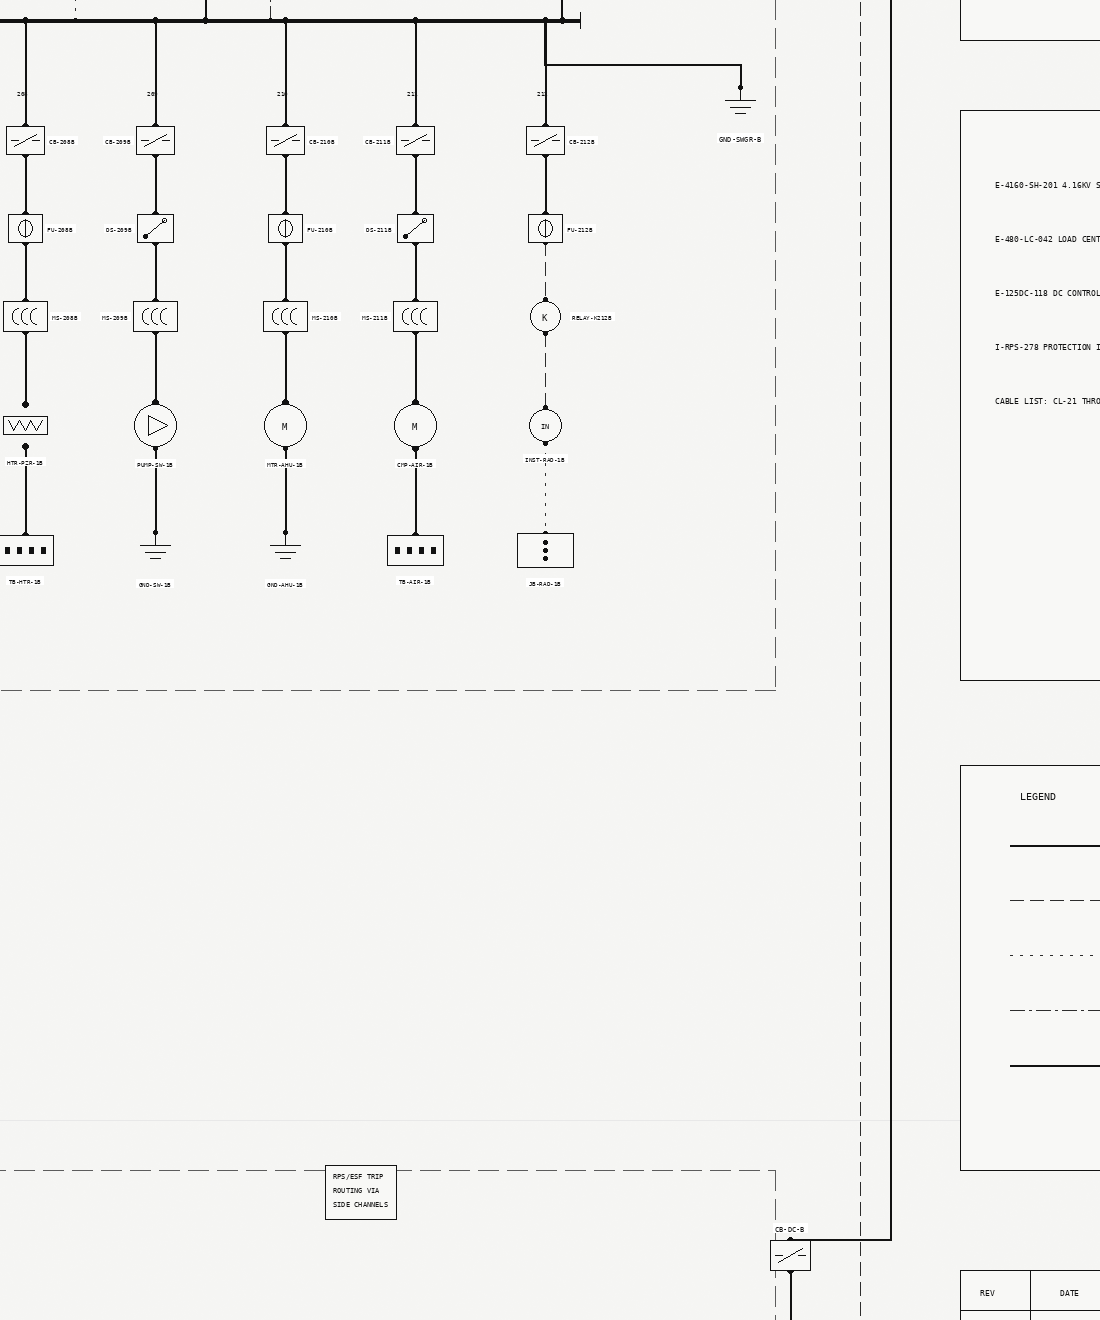 GND-SWGR-B
CB-208B
CB-209B
CB-210B
CB-211B
CB-212B
FU-208B
DS-209B
FU-210B
DS-211B
FU-212B
MS-208B
MS-209B
MS-210B
MS-211B
K
RELAY-K212B
M
M
IN
HTR-PZR-1B
PUMP-SW-1B
MTR-AHU-1B
CMP-AIR-1B
INST-RAD-1B
TB-HTR-1B
GND-SW-1B
GND-AHU-1B
TB-AIR-1B
JB-RAD-1B
E-4160-SH-201 4.16KV S
E-480-LC-042 LOAD CENT
E-125DC-118 DC CONTROL
I-RPS-278 PROTECTION I
CABLE LIST: CL-21 THRO
LEGEND
RPS/ESF TRIP
ROUTING VIA
SIDE CHANNELS
CB-DC-B
REV DATE